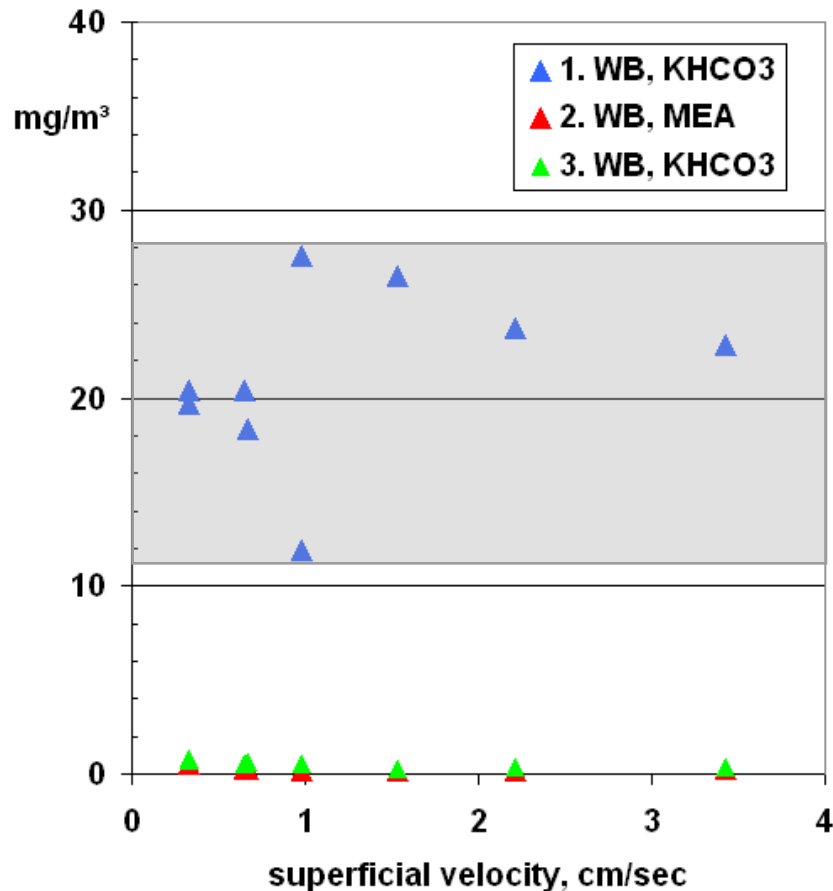 40
mg/m³
30
20
10
0
1. WB, KHCO3
2. WB, MEA
3. WB, KHCO3
0 1 2 3 4
superficial velocity, cm/sec